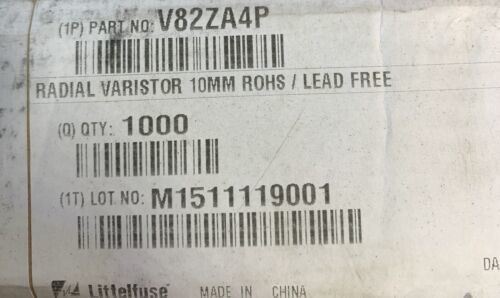 (1P) PART NO: V82ZA4P
RADIAL VARISTOR 10MM ROHS / LEAD FREE
(Q) QTY: 1000
(1T) LOT NO: M1511119001
DA
Littelfuse MADE IN CHINA